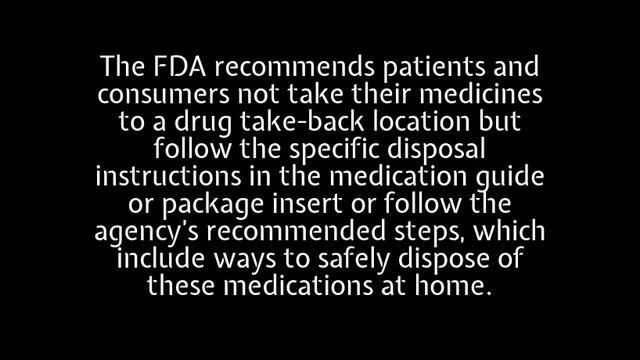 The FDA recommends patients and
consumers not take their medicines
to a drug take-back location but
follow the specific disposal
instructions in the medication guide
or package insert or follow the
agency's recommended steps, which
include ways to safely dispose of
these medications at home.